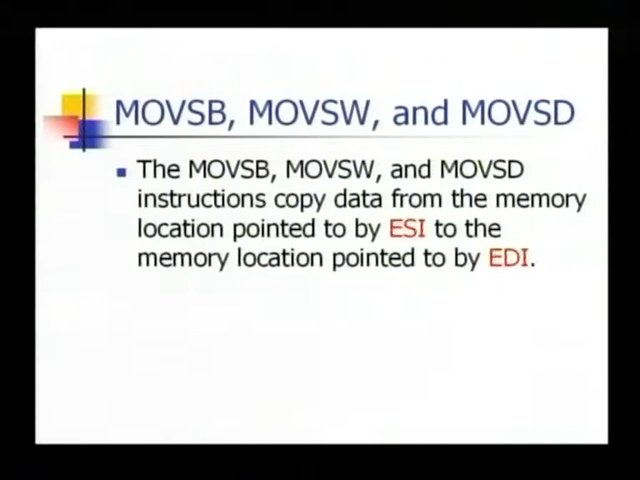 MOVSB, MOVSW, and MOVSD
The MOVSB, MOVSW, and MOVSD
instructions copy data from the memory
location pointed to by ESI to the
memory location pointed to by EDI.